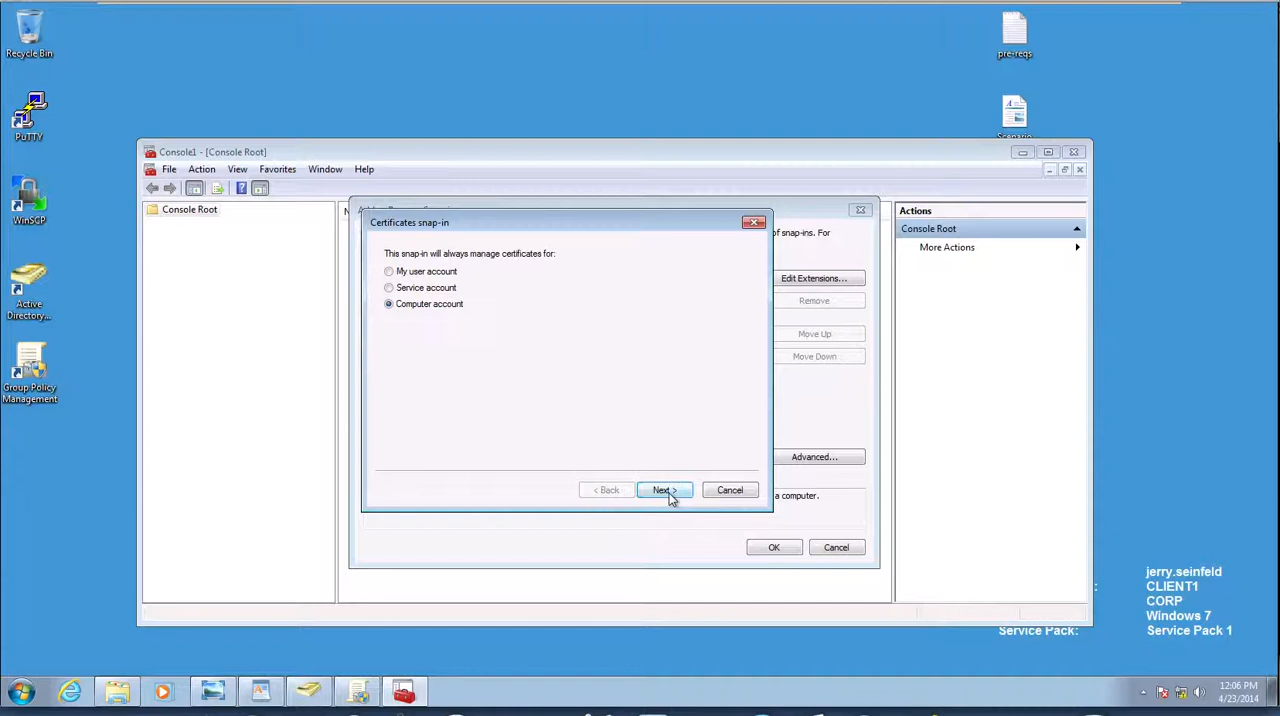 Recycle Bin
PuTTY
WinSCP
Active
Directory...
Group Policy
Management
pre-reqs
Scenario
Console1 - [Console Root]
File Action View Favorites Window Help
Console Root
N
Actions
Console Root
More Actions
of snap-ins. For
Edit Extensions...
Remove
Move Up
Move Down
Advanced...
a computer.
OK
Cancel
Certificates snap-in
This snap-in will always manage certificates for:
My user account
Service account
Computer account
< Back
Next >
Cancel
jerry.seinfeld
: CLIENT1
CORP
Windows 7
Service Pack: Service Pack 1
12:06 PM
4/23/2014